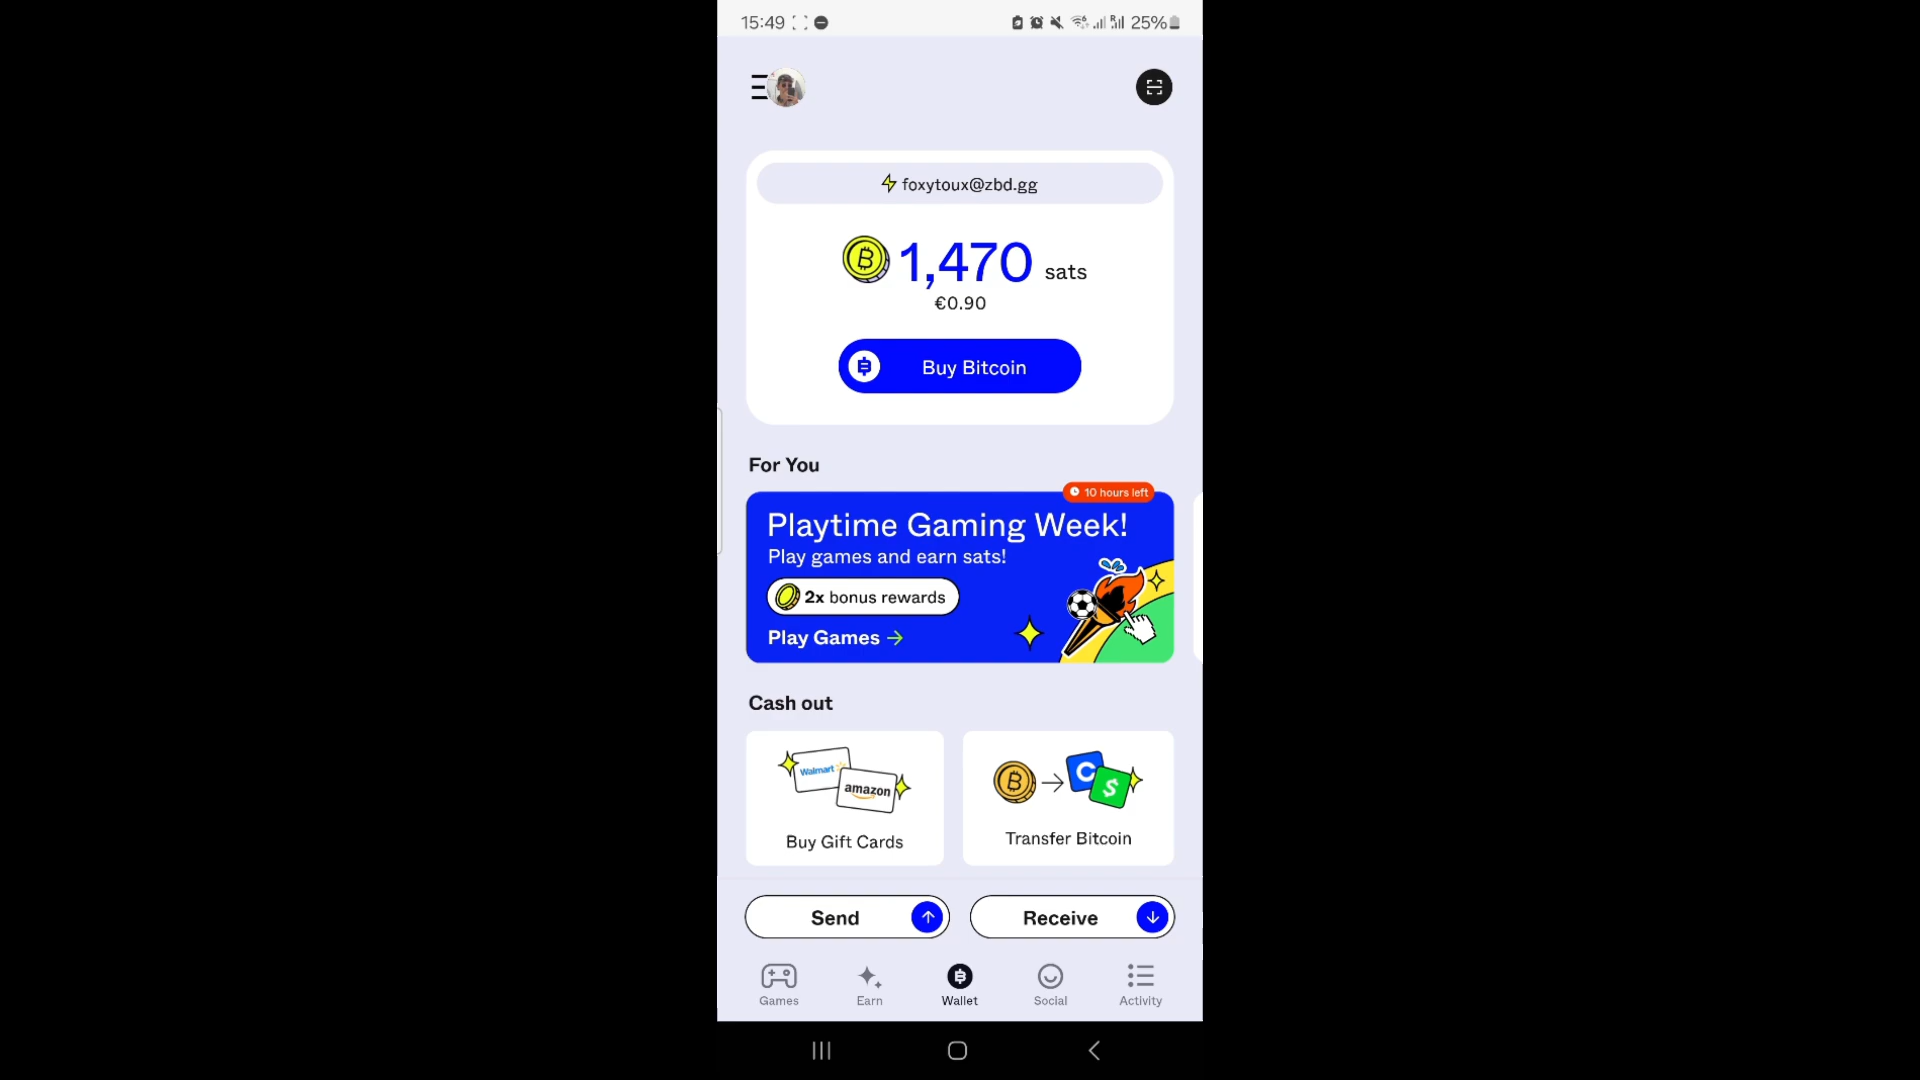 15:49 25%
foxytoux@zbd.gg
1,470 sats
€0.90
Buy Bitcoin
For You
10 hours left
Playtime Gaming Week!
Play games and earn sats!
2x bonus rewards
Play Games
Cash out
Walmart
amazon
Buy Gift Cards
Transfer Bitcoin
Send
Receive
Games
Earn
Wallet
Social
Activity